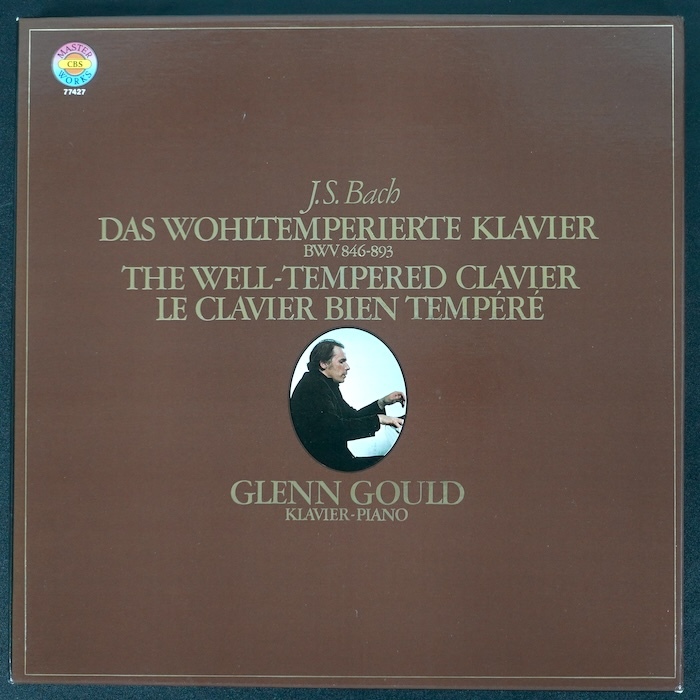 MASTER
CBS
WORKS
77427
J.S. Bach
DAS WOHLTEMPERIERTE KLAVIER
BWV 846-893
THE WELL-TEMPERED CLAVIER
LE CLAVIER BIEN TEMPÉRÉ
GLENN GOULD
KLAVIER-PIANO